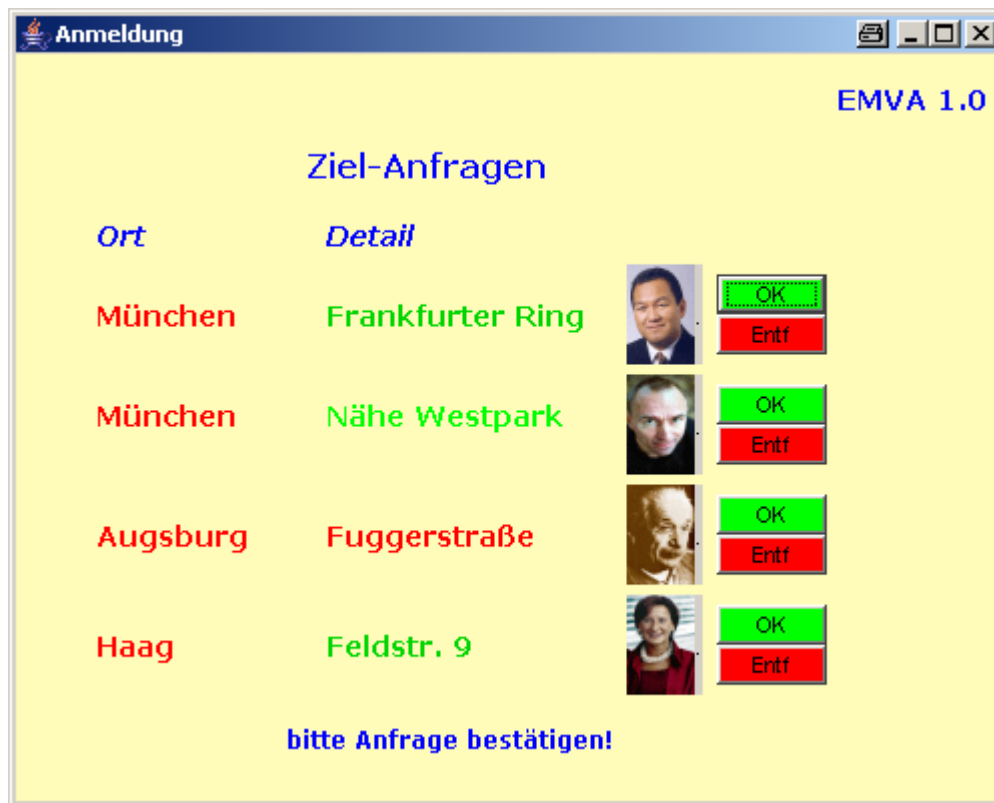 Anmeldung
EMVA 1.0
Ziel-Anfragen
Ort Detail
München Frankfurter Ring OK
Entf
München Nähe Westpark OK
Entf
Augsburg Fuggerstraße OK
Entf
Haag Feldstr. 9 OK
Entf
bitte Anfrage bestätigen!